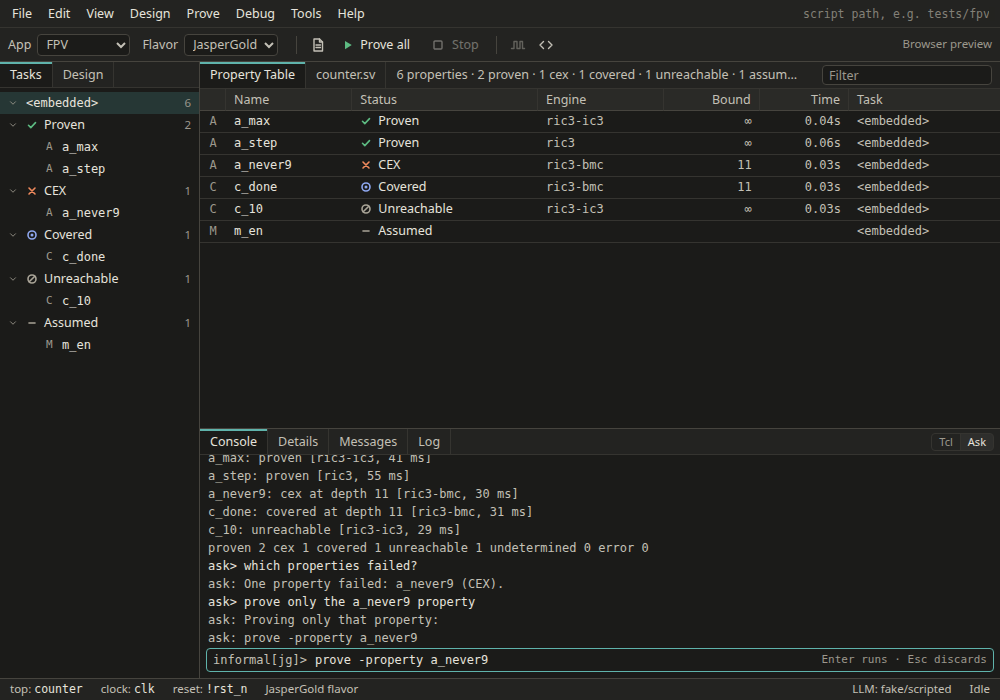 File Edit View Design Prove Debug Tools Help script path, e.g. tests/fpv
App FPV Flavor JasperGold Prove all Stop Browser preview
Tasks Design
<embedded> 6
Proven 2
A a_max
A a_step
CEX 1
A a_never9
Covered 1
C c_done
Unreachable 1
C c_10
Assumed 1
M m_en
Property Table counter.sv 6 properties · 2 proven · 1 cex · 1 covered · 1 unreachable · 1 assum... Filter
Name Status Engine Bound Time Task
A a_max Proven ric3-ic3 ∞ 0.04s <embedded>
A a_step Proven ric3 ∞ 0.06s <embedded>
A a_never9 CEX ric3-bmc 11 0.03s <embedded>
C c_done Covered ric3-bmc 11 0.03s <embedded>
C c_10 Unreachable ric3-ic3 ∞ 0.03s <embedded>
M m_en Assumed <embedded>
Console Details Messages Log Tcl Ask
a_max: proven [ric3-ic3, 41 ms]
a_step: proven [ric3, 55 ms]
a_never9: cex at depth 11 [ric3-bmc, 30 ms]
c_done: covered at depth 11 [ric3-bmc, 31 ms]
c_10: unreachable [ric3-ic3, 29 ms]
proven 2 cex 1 covered 1 unreachable 1 undetermined 0 error 0
ask> which properties failed?
ask: One property failed: a_never9 (CEX).
ask> prove only the a_never9 property
ask: Proving only that property:
ask: prove -property a_never9
informal[jg]> prove -property a_never9 Enter runs · Esc discards
top: counter clock: clk reset: !rst_n JasperGold flavor LLM: fake/scripted Idle